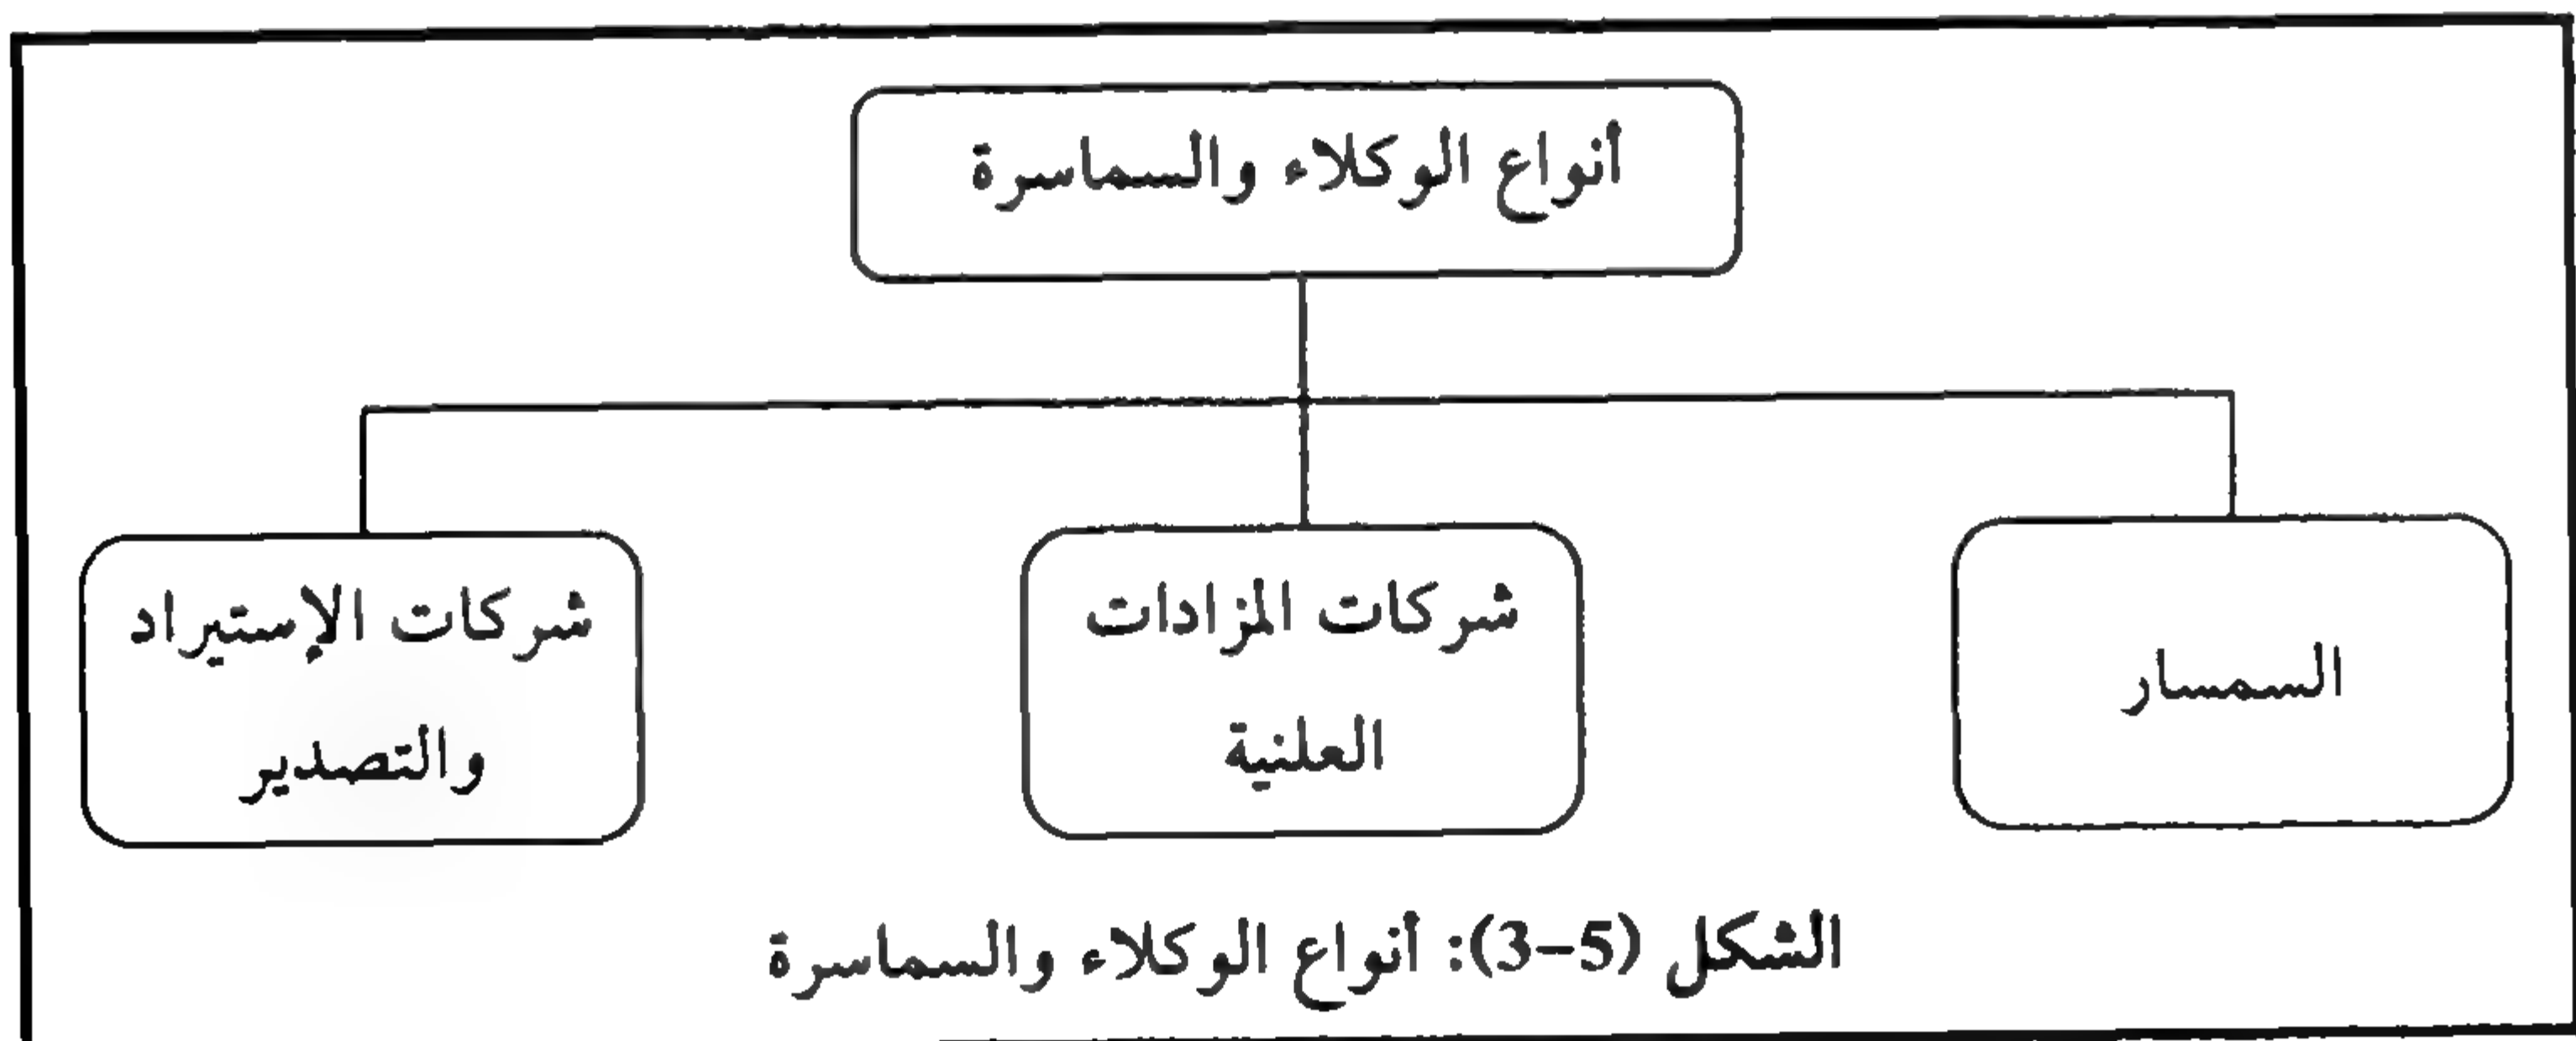 أنواع الوكلاء والسماسرة
السمسار
شركات المزادات
العلنية
شركات الإستيراد
والتصدير
الشكل (3-5): أنواع الوكلاء والسماسرة